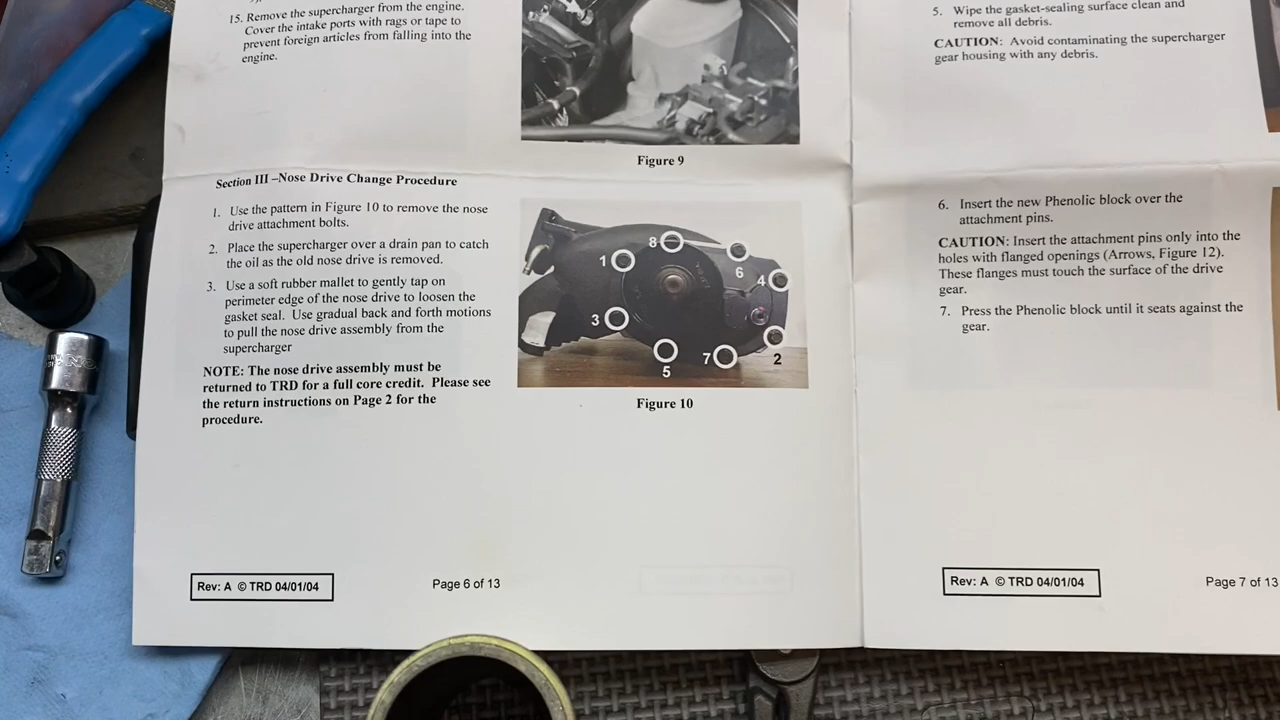 15. Remove the supercharger from the engine.
Cover the intake ports with rags or tape to
prevent foreign articles from falling into the
engine.
Figure 9
Section III –Nose Drive Change Procedure
1. Use the pattern in Figure 10 to remove the nose
drive attachment bolts.
2. Place the supercharger over a drain pan to catch
the oil as the old nose drive is removed.
3. Use a soft rubber mallet to gently tap on
perimeter edge of the nose drive to loosen the
gasket seal. Use gradual back and forth motions
to pull the nose drive assembly from the
supercharger
NOTE: The nose drive assembly must be
returned to TRD for a full core credit. Please see
the return instructions on Page 2 for the
procedure.
8
1
6
4
3
5
7
2
Figure 10
Rev: A © TRD 04/01/04
Page 6 of 13
5. Wipe the gasket-sealing surface clean and
remove all debris.
CAUTION: Avoid contaminating the supercharger
gear housing with any debris.
6. Insert the new Phenolic block over the
attachment pins.
CAUTION: Insert the attachment pins only into the
holes with flanged openings (Arrows, Figure 12).
These flanges must touch the surface of the drive
gear.
7. Press the Phenolic block until it seats against the
gear.
Rev: A © TRD 04/01/04
Page 7 of 13